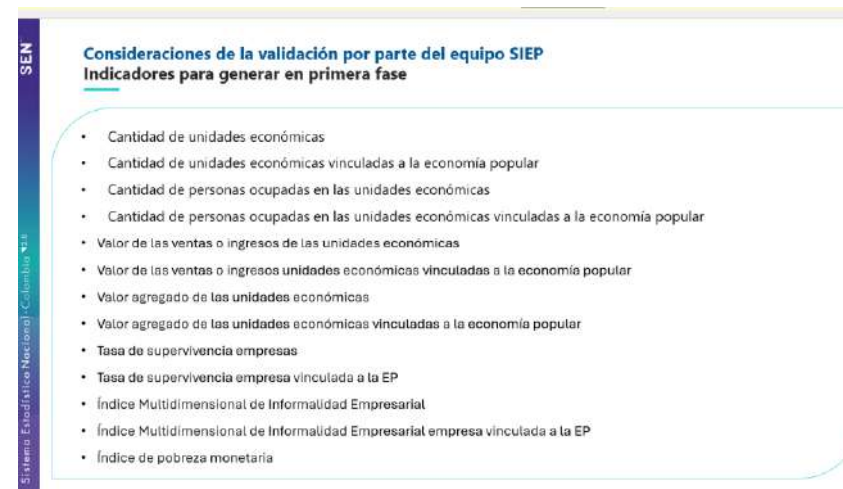 SEN
Consideraciones de la validación por parte del equipo SIEP
Indicadores para generar en primera fase
• Cantidad de unidades económicas
• Cantidad de unidades económicas vinculadas a la economía popular
• Cantidad de personas ocupadas en las unidades económicas
• Cantidad de personas ocupadas en las unidades económicas vinculadas a la economía popular
• Valor de las ventas o ingresos de las unidades económicas
• Valor de las ventas o ingresos unidades económicas vinculadas a la economía popular
• Valor agregado de las unidades económicas
• Valor agregado de las unidades económicas vinculadas a la economía popular
• Tasa de supervivencia empresas
• Tasa de supervivencia empresa vinculada a la EP
• Índice Multidimensional de Informalidad Empresarial
• Índice Multidimensional de Informalidad Empresarial empresa vinculada a la EP
• Índice de pobreza monetaria
Sistema Estadístico Nacional-Colombia